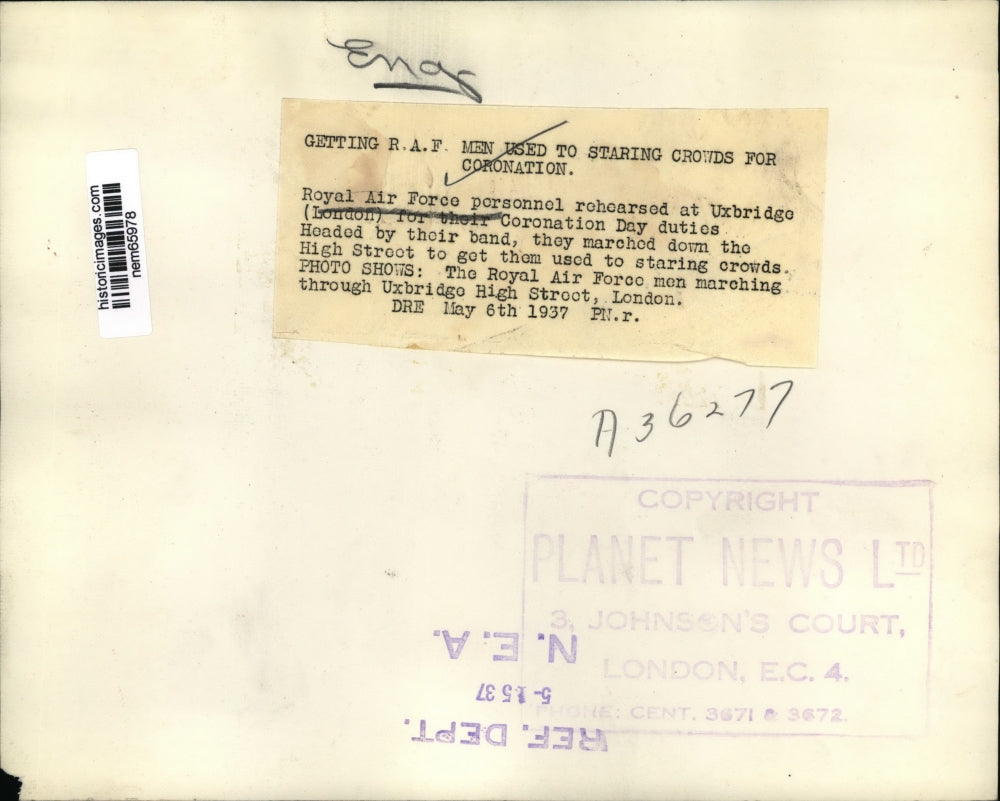 Eng
GETTING R.A.F. MEN USED TO STARING CROWDS FOR
CORONATION.
Royal Air Force personnel rehearsed at Uxbridge
(London) for their Coronation Day duties
Headed by their band, they marched down the
High Street to get them used to staring crowds.
PHOTO SHOWS: The Royal Air Force men marching
through Uxbridge High Street, London.
DRE May 6th 1937 PN.r.
historicimages.com
nem65978
A36277
COPYRIGHT
PLANET NEWS LTD
3, JOHNSON'S COURT,
LONDON, E.C. 4.
PHONE: CENT. 3671 & 3672.
REF. DEPT.
5-1537
N.E.A.